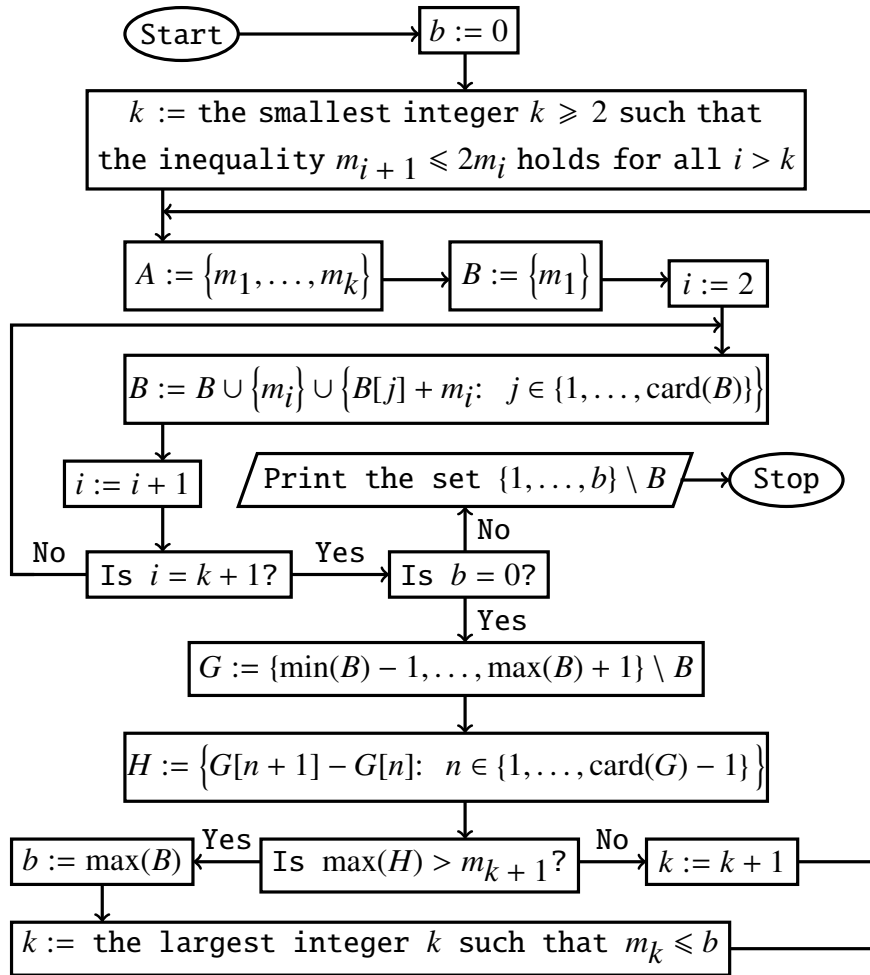 Start
b := 0
k := the smallest integer k ⩾ 2 such that
the inequality m_{i+1} ⩽ 2m_i holds for all i > k
A := {m_1, …, m_k}
B := {m_1}
i := 2
B := B ∪ {m_i} ∪ {B[j] + m_i: j ∈ {1, …, card(B)}}
i := i + 1
Print the set {1, …, b} \ B
Stop
No
Is i = k + 1?
Yes
Is b = 0?
No
Yes
G := {min(B) − 1, …, max(B) + 1} \ B
H := {G[n + 1] − G[n]: n ∈ {1, …, card(G) − 1}}
b := max(B)
Yes
Is max(H) > m_{k+1}?
No
k := k + 1
k := the largest integer k such that m_k ⩽ b